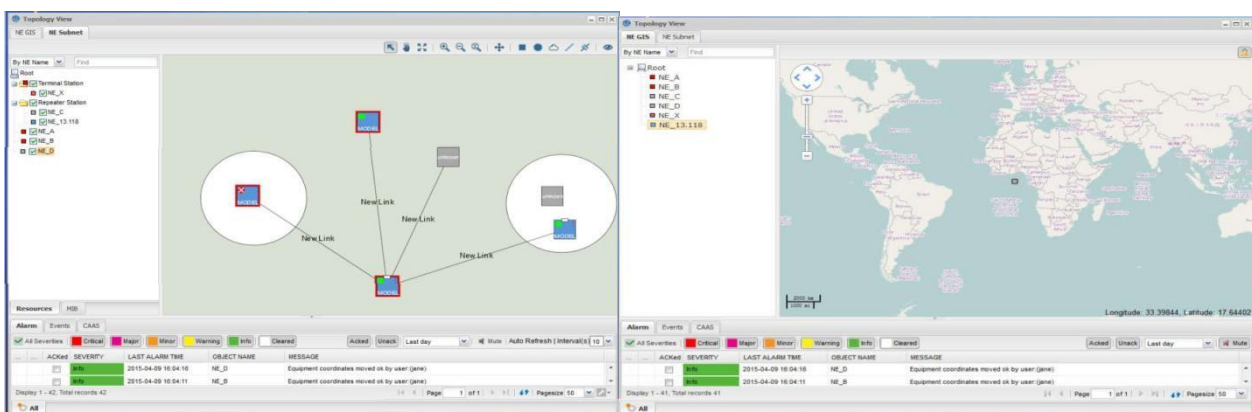 Topology View
NE GIS NE Subnet
By NE Name Find
Root
Terminal Station
NE_X
Repeater Station
NE_C
NE_13.118
NE_A
NE_B
NE_D
MODEL
unknown
MODEL
unknown
MODEL
New Link
New Link
New Link
New Link
MODEL
Resources MIB
Alarm Events CAAS
All Severities Critical Major Minor Warning Info Cleared Acked Unack Last day Mute Auto Refresh | Interval(s) 10
... ... ACKed SEVERITY LAST ALARM TIME OBJECT NAME MESSAGE
Info 2015-04-09 16:04:16 NE_D Equipment coordinates moved ok by user:(jane)
Info 2015-04-09 16:04:11 NE_B Equipment coordinates moved ok by user:(jane)
Display 1 - 42, Total records 42 Page 1 of 1 Pagesize 50
All
Topology View
NE GIS NE Subnet
By NE Name Find
Root
NE_A
NE_B
NE_C
NE_D
NE_X
NE_13.118
Longitude: 33.39844, Latitude: 17.64402
Alarm Events CAAS
All Severities Critical Major Minor Warning Info Cleared Acked Unack Last day Mute
... ... ACKed SEVERITY LAST ALARM TIME OBJECT NAME MESSAGE
Info 2015-04-09 16:04:16 NE_D Equipment coordinates moved ok by user:(jane)
Info 2015-04-09 16:04:11 NE_B Equipment coordinates moved ok by user:(jane)
Display 1 - 41, Total records 41 Page 1 of 1 Pagesize 50
All